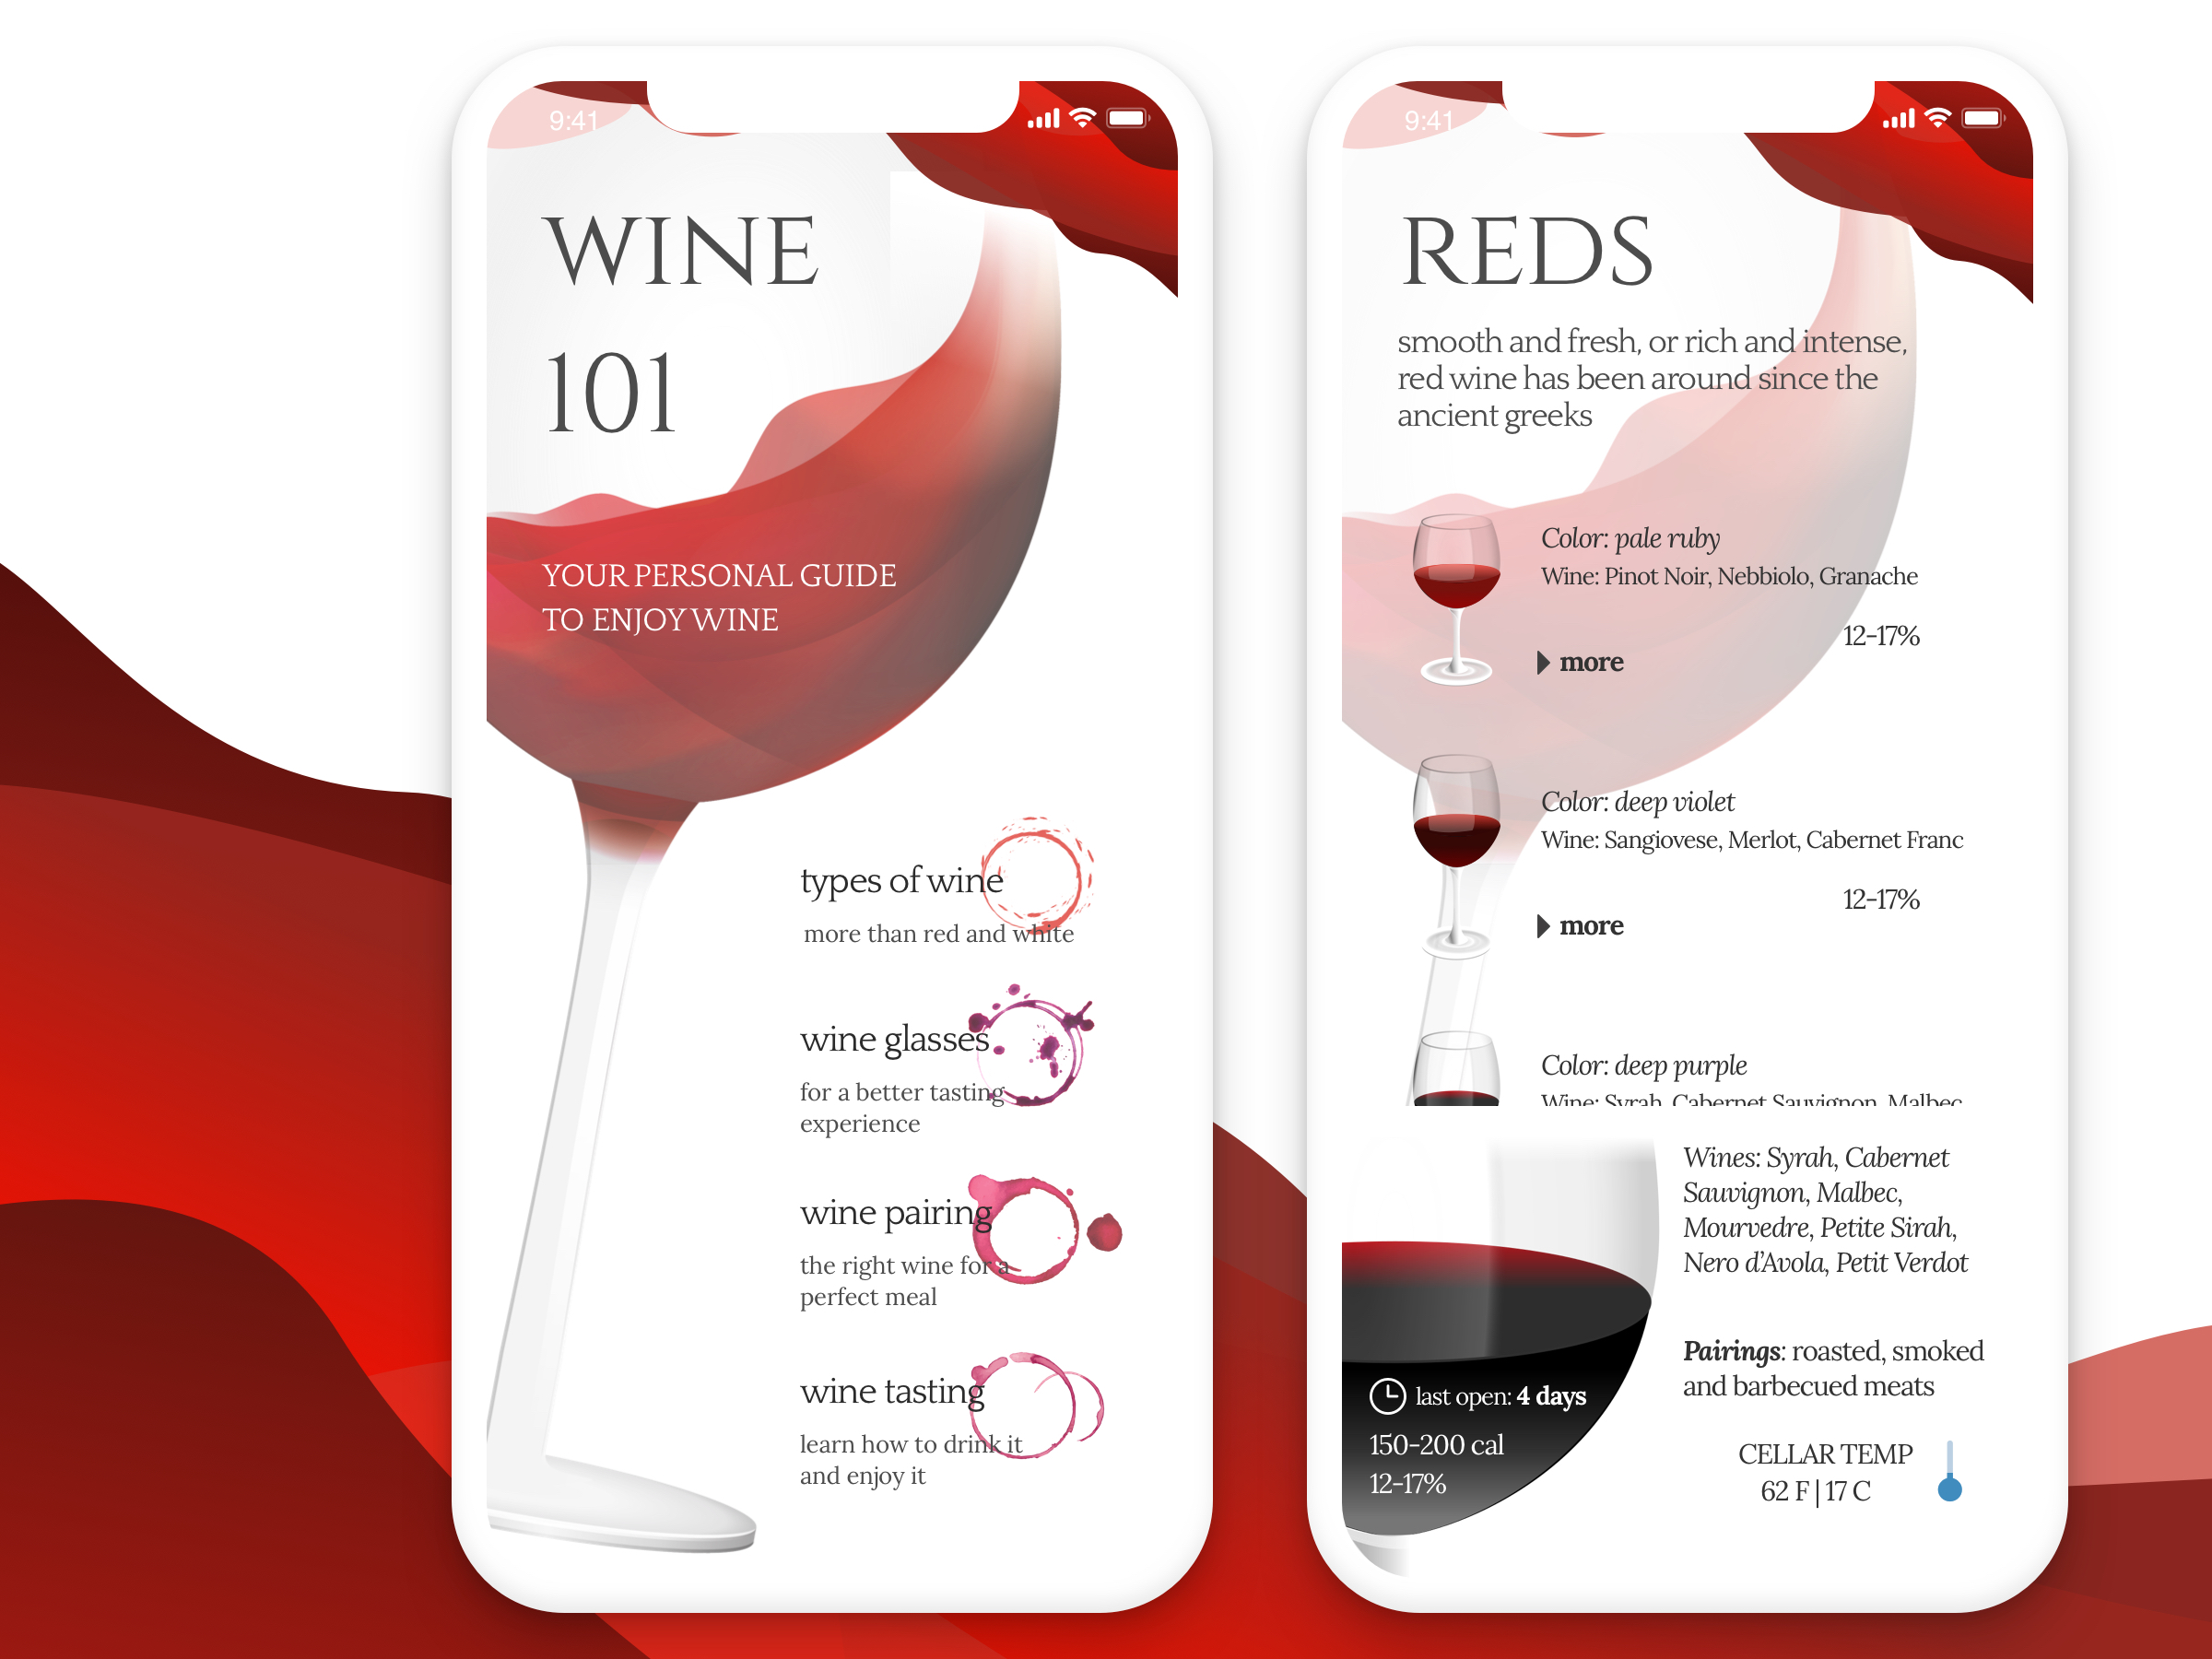 9:41
WINE
101
YOUR PERSONAL GUIDE
TO ENJOY WINE
types of wine
more than red and white
wine glasses
for a better tasting
experience
wine pairing
the right wine for a
perfect meal
wine tasting
learn how to drink it
and enjoy it
9:41
REDS
smooth and fresh, or rich and intense,
red wine has been around since the
ancient greeks
Color: pale ruby
Wine: Pinot Noir, Nebbiolo, Granache
12-17%
more
Color: deep violet
Wine: Sangiovese, Merlot, Cabernet Franc
12-17%
more
Color: deep purple
Wine: Syrah, Cabernet Sauvignon, Malbec
Wines: Syrah, Cabernet
Sauvignon, Malbec,
Mourvedre, Petite Sirah,
Nero d'Avola, Petit Verdot
Pairings: roasted, smoked
and barbecued meats
last open: 4 days
150-200 cal
12-17%
CELLAR TEMP
62 F | 17 C